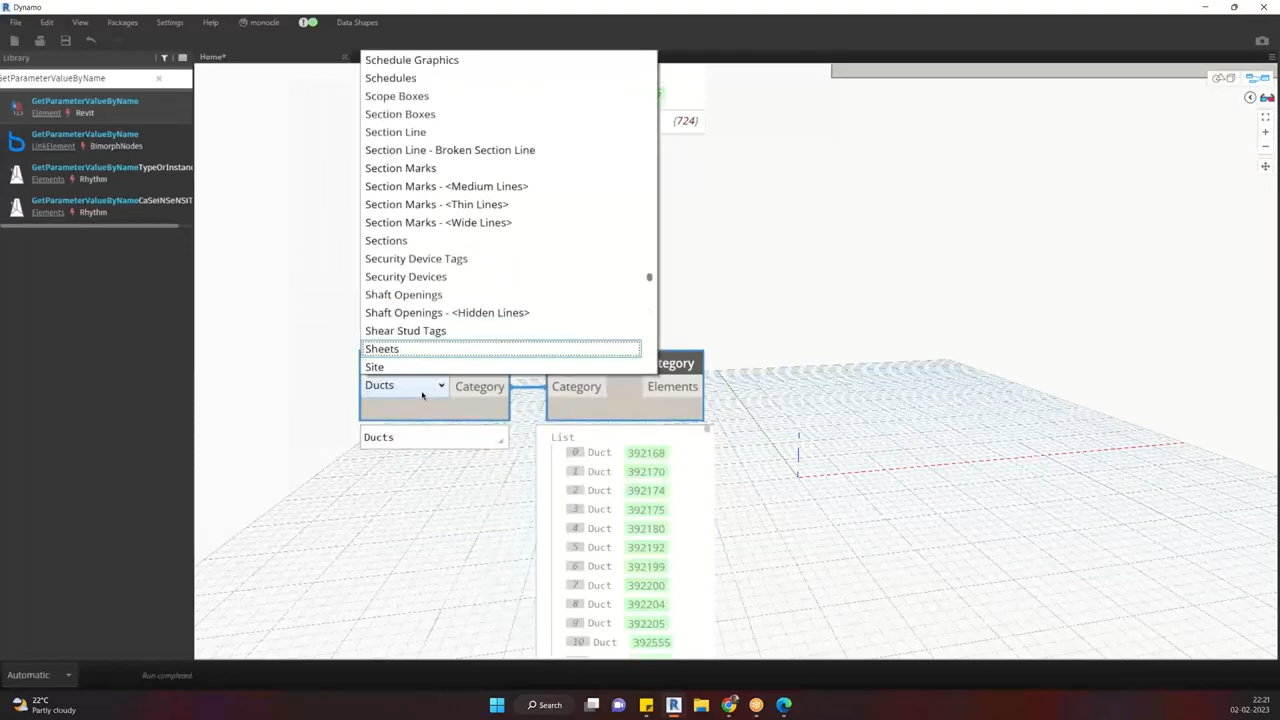 Dynamo
File Edit View Packages Settings Help monocle Data Shapes
Library
Home*
GetParameterValueByName
GetParameterValueByName
Element Revit
GetParameterValueByName
LinkElement BimorphNodes
GetParameterValueByNameTypeOrInstanc
Elements Rhythm
GetParameterValueByNameCaSeINSeNSiT
Elements Rhythm
Schedule Graphics
Schedules
Scope Boxes
Section Boxes
Section Line
Section Line - Broken Section Line
Section Marks
Section Marks - <Medium Lines>
Section Marks - <Thin Lines>
Section Marks - <Wide Lines>
Sections
Security Device Tags
Security Devices
Shaft Openings
Shaft Openings - <Hidden Lines>
Shear Stud Tags
Sheets
Site
{724}
tegory
Ducts Category
Category Elements
Ducts
List
0 Duct 392168
1 Duct 392170
2 Duct 392174
3 Duct 392175
4 Duct 392180
5 Duct 392192
6 Duct 392199
7 Duct 392200
8 Duct 392204
9 Duct 392205
10 Duct 392555
Automatic
Run completed.
22°C
Partly cloudy
Search
22:21
02-02-2023